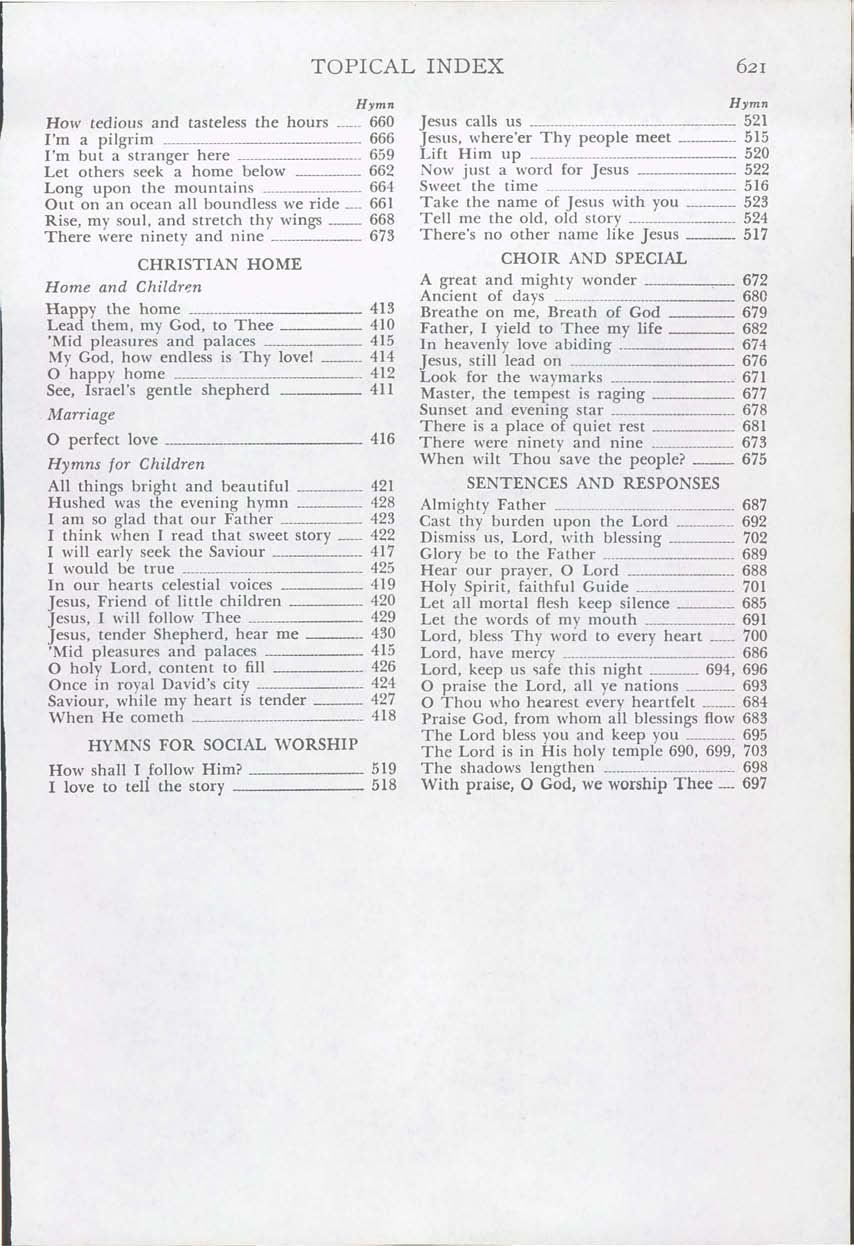 TOPICAL INDEX 621
Hymn
How tedious and tasteless the hours 660
I'm a pilgrim 666
I'm but a stranger here 659
Let others seek a home below 662
Long upon the mountains 664
Out on an ocean all boundless we ride 661
Rise, my soul, and stretch thy wings 668
There were ninety and nine 673
CHRISTIAN HOME
Home and Children
Happy the home 413
Lead them, my God, to Thee 410
'Mid pleasures and palaces 415
My God, how endless is Thy love! 414
O happy home 412
See, Israel's gentle shepherd 411
Marriage
O perfect love 416
Hymns for Children
All things bright and beautiful 421
Hushed was the evening hymn 428
I am so glad that our Father 423
I think when I read that sweet story 422
I will early seek the Saviour 417
I would be true 425
In our hearts celestial voices 419
Jesus, Friend of little children 420
Jesus, I will follow Thee 429
Jesus, tender Shepherd, hear me 430
'Mid pleasures and palaces 415
O holy Lord, content to fill 426
Once in royal David's city 424
Saviour, while my heart is tender 427
When He cometh 418
HYMNS FOR SOCIAL WORSHIP
How shall I follow Him? 519
I love to tell the story 518
Hymn
Jesus calls us 521
Jesus, where'er Thy people meet 515
Lift Him up 520
Now just a word for Jesus 522
Sweet the time 516
Take the name of Jesus with you 523
Tell me the old, old story 524
There's no other name like Jesus 517
CHOIR AND SPECIAL
A great and mighty wonder 672
Ancient of days 680
Breathe on me, Breath of God 679
Father, I yield to Thee my life 682
In heavenly love abiding 674
Jesus, still lead on 676
Look for the waymarks 671
Master, the tempest is raging 677
Sunset and evening star 678
There is a place of quiet rest 681
There were ninety and nine 673
When wilt Thou save the people? 675
SENTENCES AND RESPONSES
Almighty Father 687
Cast thy burden upon the Lord 692
Dismiss us, Lord, with blessing 702
Glory be to the Father 689
Hear our prayer, O Lord 688
Holy Spirit, faithful Guide 701
Let all mortal flesh keep silence 685
Let the words of my mouth 691
Lord, bless Thy word to every heart 700
Lord, have mercy 686
Lord, keep us safe this night 694, 696
O praise the Lord, all ye nations 693
O Thou who hearest every heartfelt 684
Praise God, from whom all blessings flow 683
The Lord bless you and keep you 695
The Lord is in His holy temple 690, 699, 703
The shadows lengthen 698
With praise, O God, we worship Thee 697